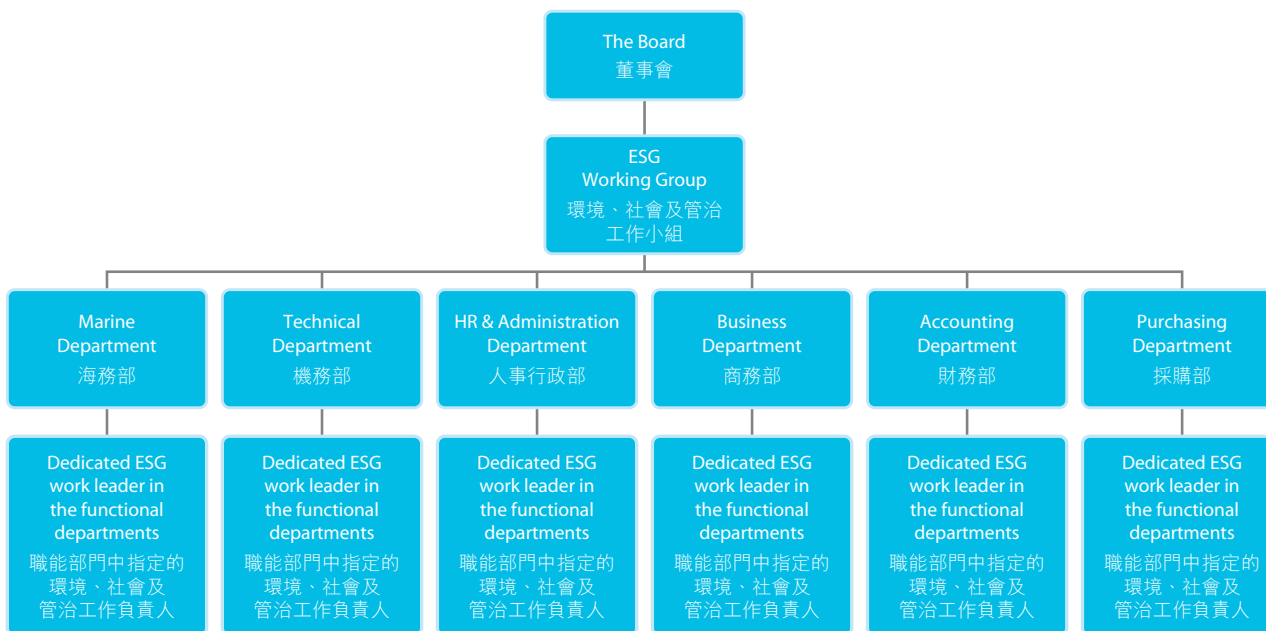 The Board
董事會
ESG
Working Group
環境、社會及管治
工作小組
Marine
Department
海務部
Technical
Department
機務部
HR & Administration
Department
人事行政部
Business
Department
商務部
Accounting
Department
財務部
Purchasing
Department
採購部
Dedicated ESG
work leader in
the functional
departments
職能部門中指定的
環境、社會及
管治工作負責人
Dedicated ESG
work leader in
the functional
departments
職能部門中指定的
環境、社會及
管治工作負責人
Dedicated ESG
work leader in
the functional
departments
職能部門中指定的
環境、社會及
管治工作負責人
Dedicated ESG
work leader in
the functional
departments
職能部門中指定的
環境、社會及
管治工作負責人
Dedicated ESG
work leader in
the functional
departments
職能部門中指定的
環境、社會及
管治工作負責人
Dedicated ESG
work leader in
the functional
departments
職能部門中指定的
環境、社會及
管治工作負責人